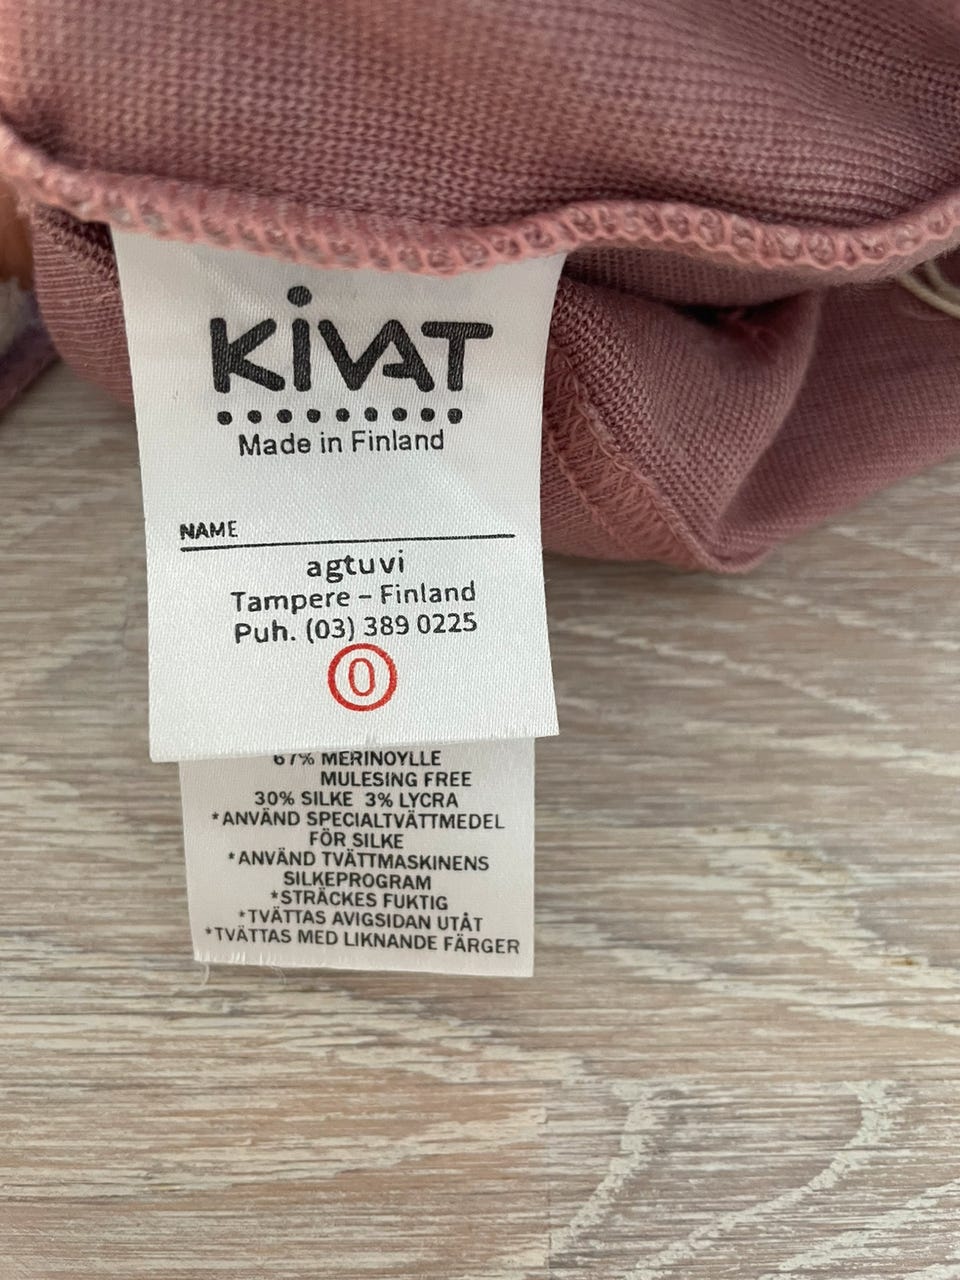 KiVAT
Made in Finland
NAME
agtuvi
Tampere – Finland
Puh. (03) 389 0225
0
67% MERINOYLLE
MULESING FREE
30% SILKE 3% LYCRA
*ANVÄND SPECIALTVÄTTMEDEL
FÖR SILKE
*ANVÄND TVÄTTMASKINENS
SILKEPROGRAM
*STRÄCKES FUKTIG
*TVÄTTAS AVIGSIDAN UTÅT
*TVÄTTAS MED LIKNANDE FÄRGER